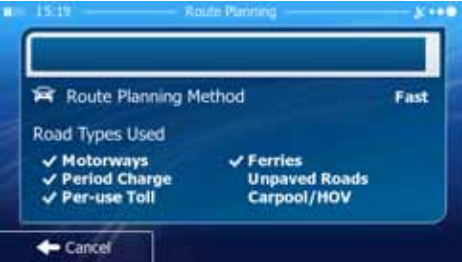 15:19 Route Planning
Route Planning Method Fast
Road Types Used
Motorways Ferries
Period Charge Unpaved Roads
Per-use Toll Carpool/HOV
Cancel